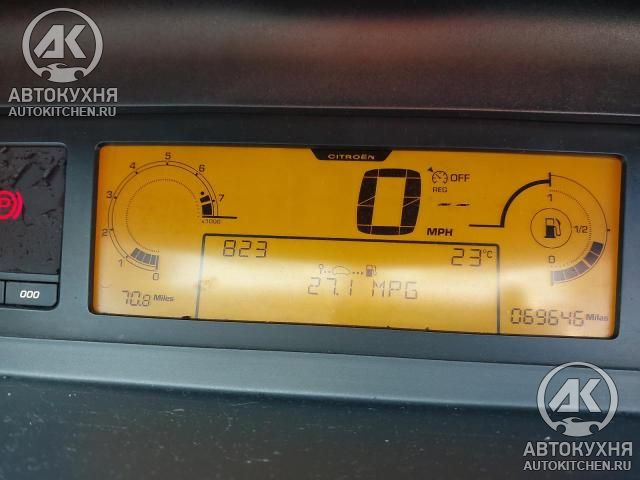 АВТОКУХНЯ
AUTOKITCHEN.RU
CITROËN
5
4 6
3 7
2 x1000
1 0
0
MPH
OFF
REG
--
1
1/2
0
823 23°C
27.1 MPG
70.8 Miles
069646 Miles
000
АВТОКУХНЯ
AUTOKITCHEN.RU